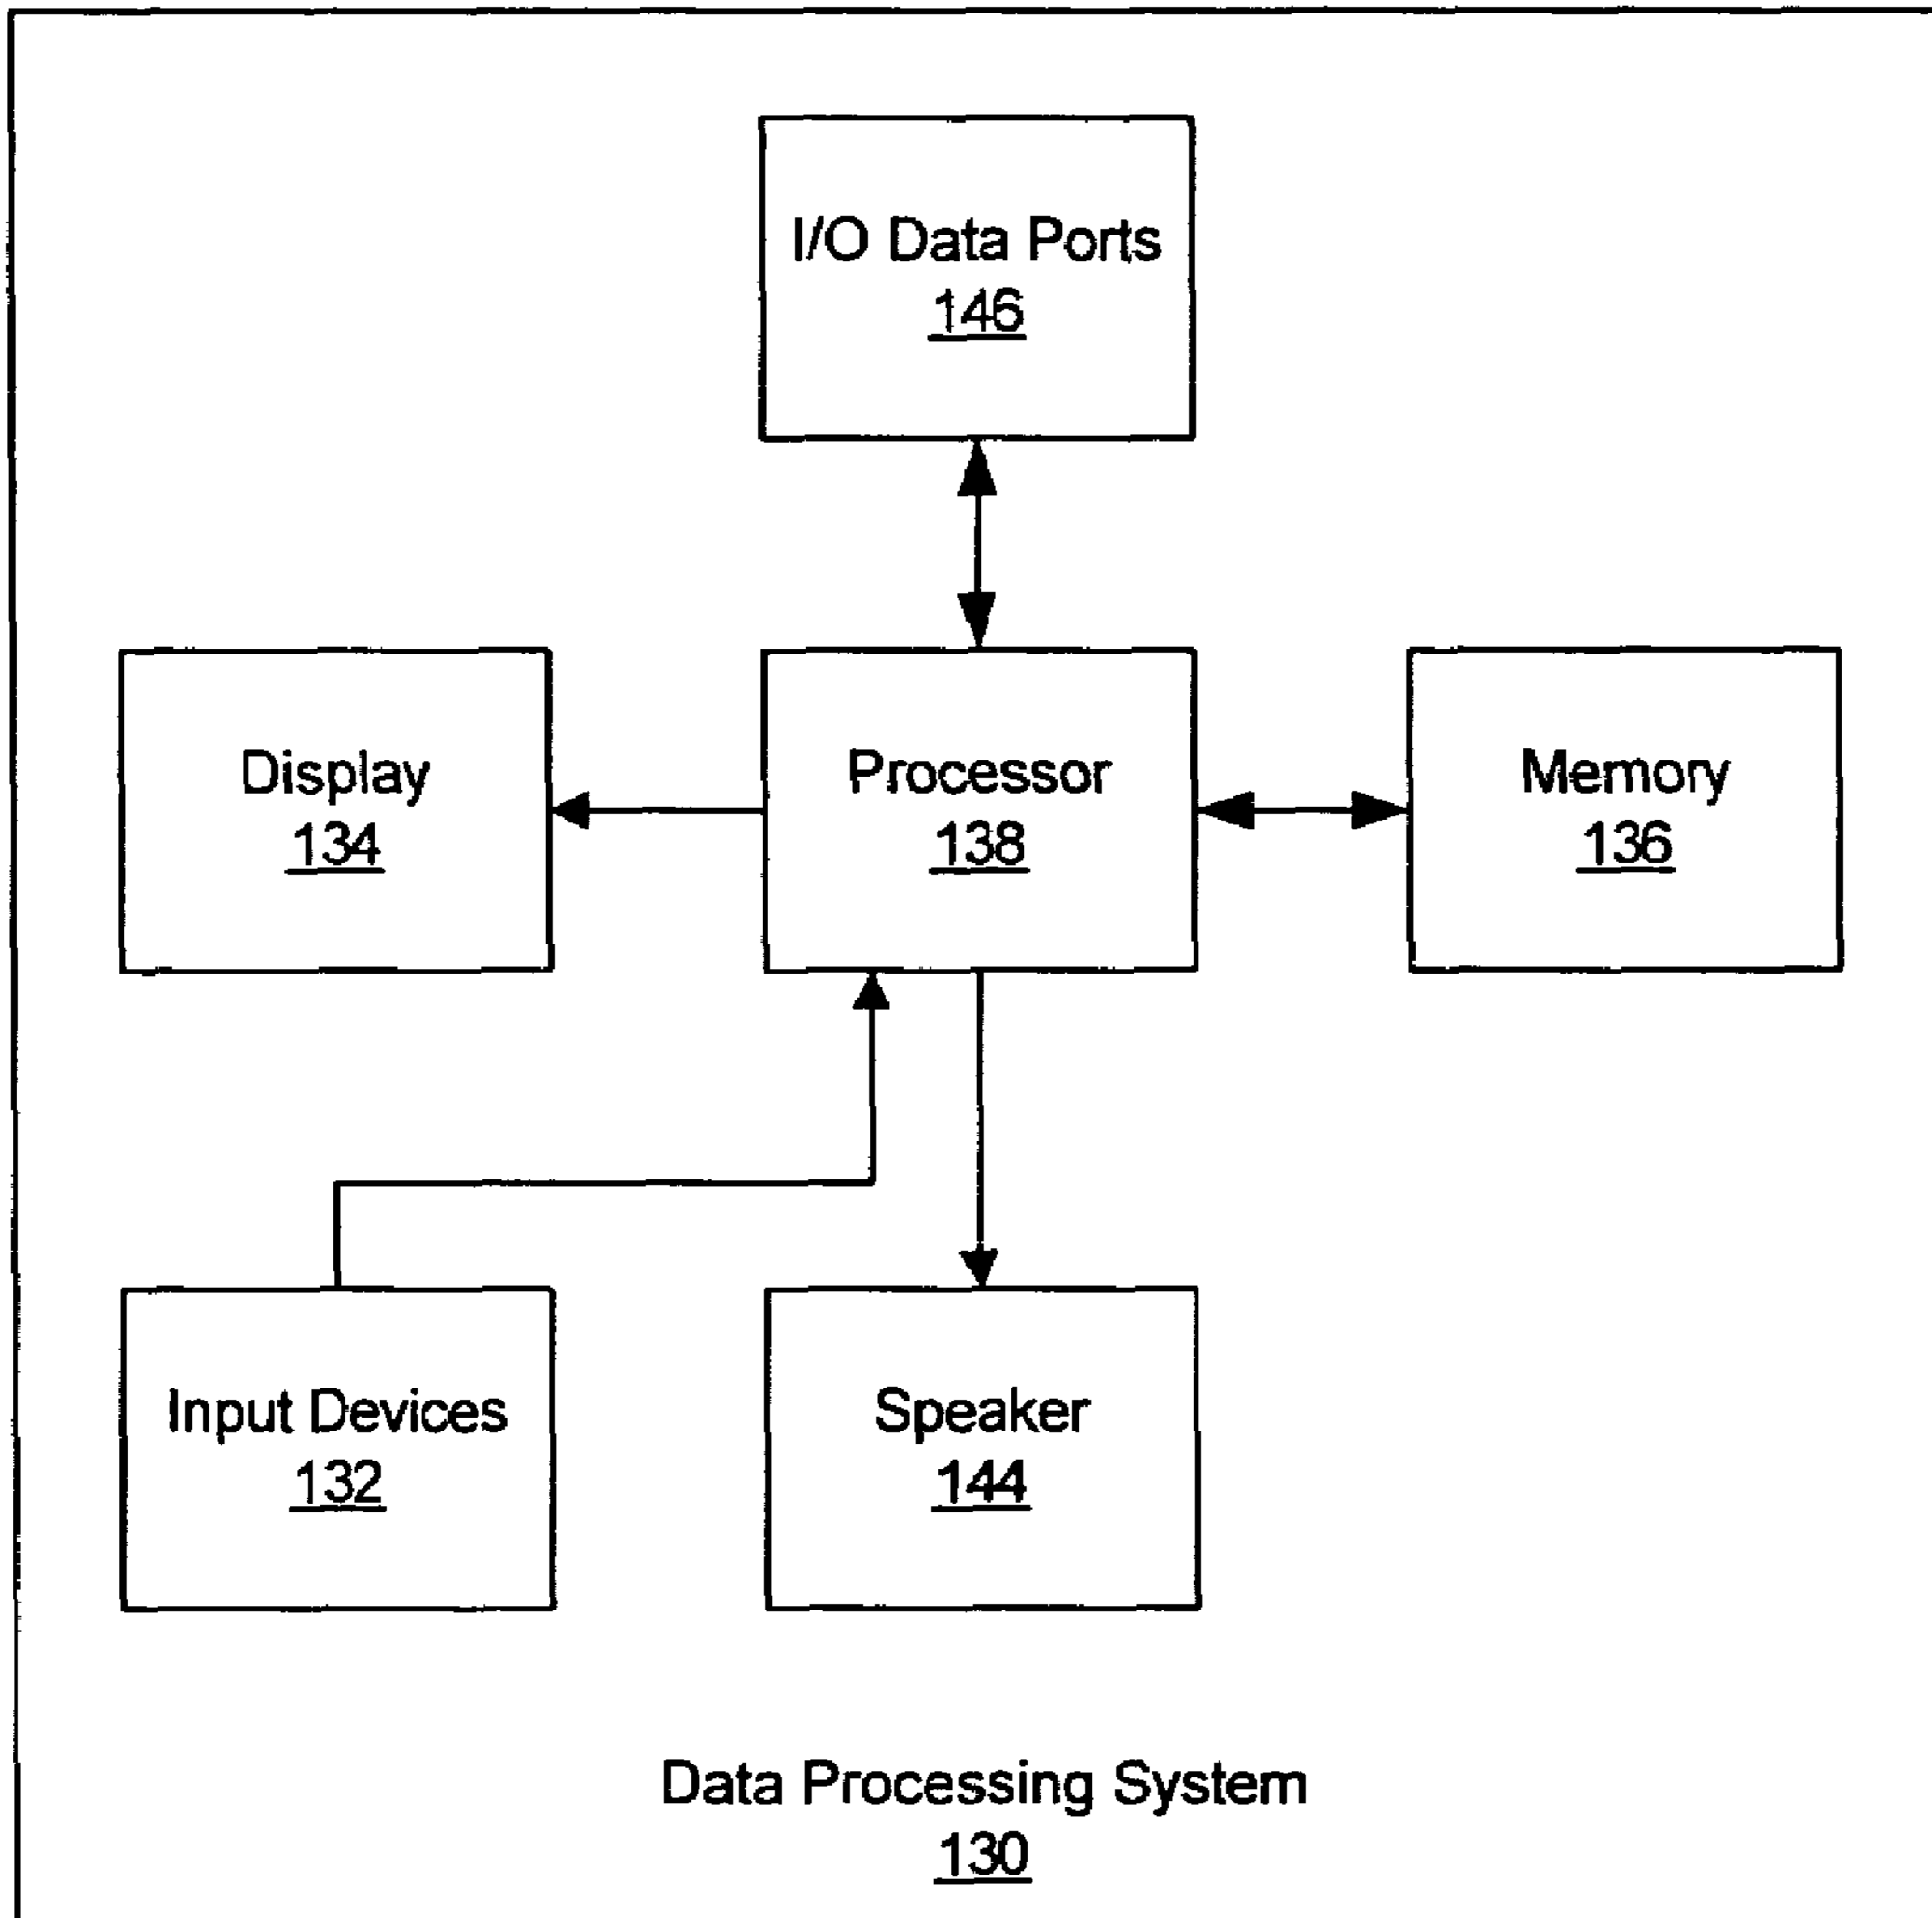 I/O Data Ports
146
Display
134
Processor
138
Memory
136
Input Devices
132
Speaker
144
Data Processing System
130